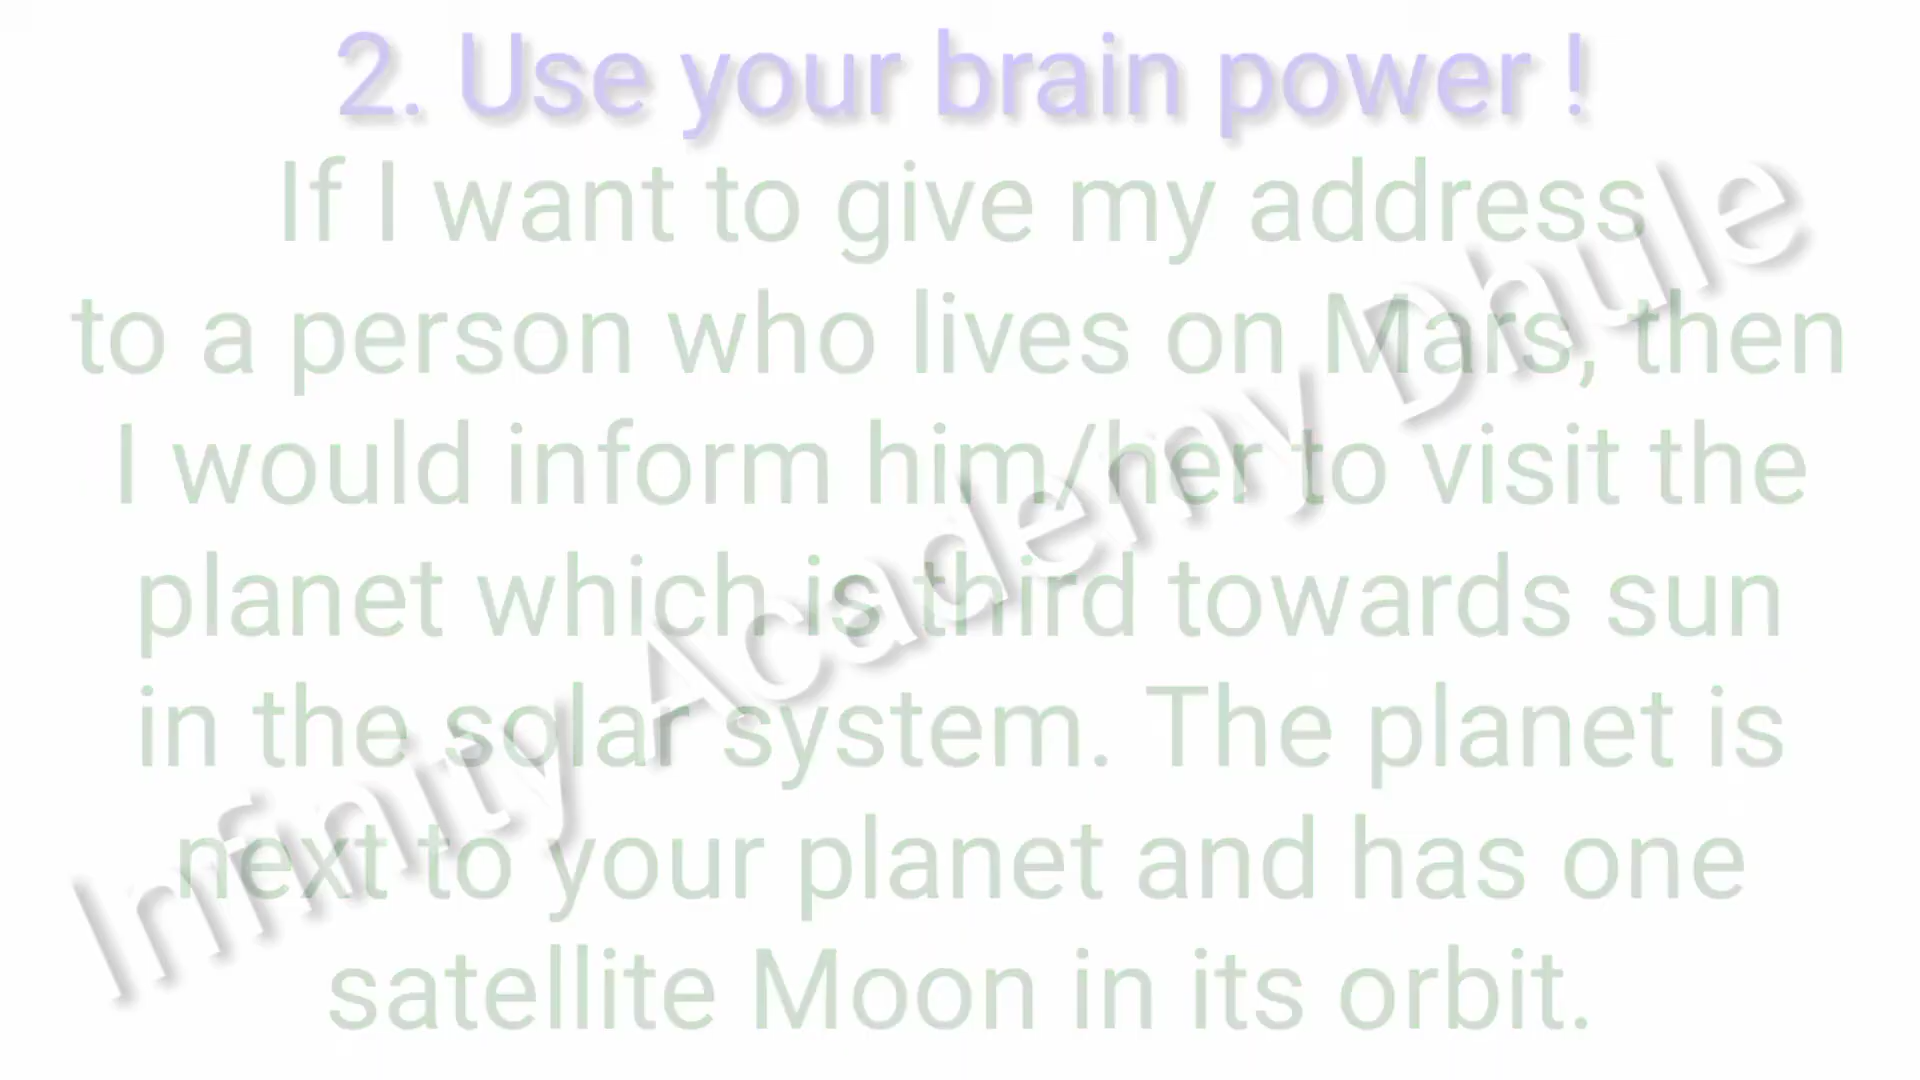 2. Use your brain power !
If I want to give my address
to a person who lives on Mars, then
I would inform him/her to visit the
planet which is third towards sun
in the solar system. The planet is
next to your planet and has one
satellite Moon in its orbit.
Infinity Academy Dhule